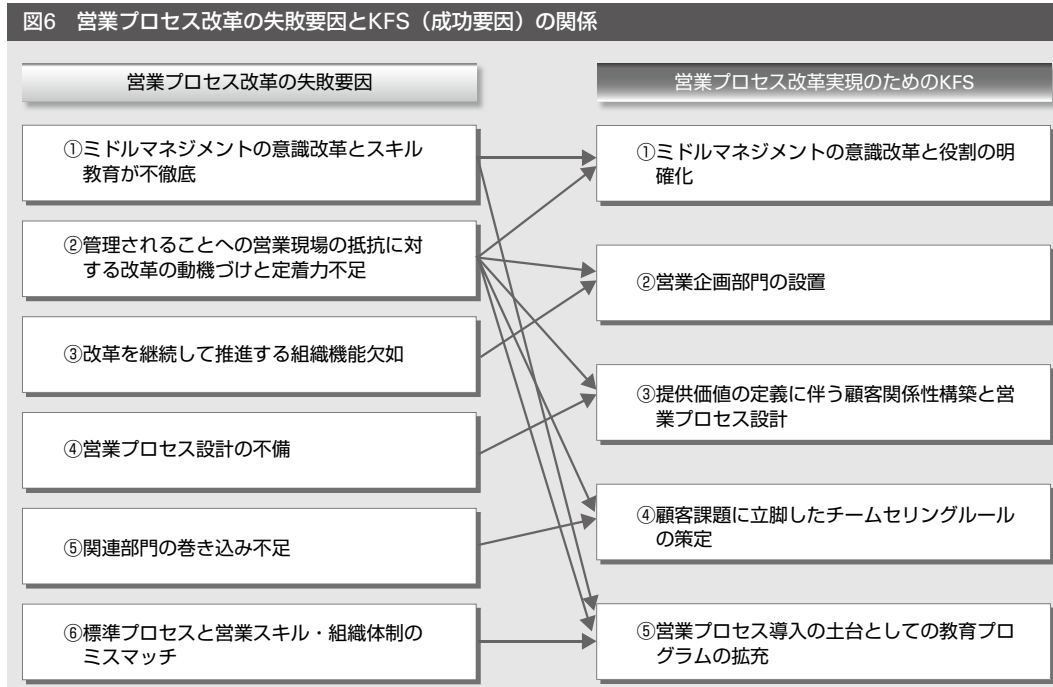 図6 営業プロセス改革の失敗要因とKFS（成功要因）の関係
営業プロセス改革の失敗要因
①ミドルマネジメントの意識改革とスキル
教育が不徹底
②管理されることへの営業現場の抵抗に対
する改革の動機づけと定着力不足
③改革を継続して推進する組織機能欠如
④営業プロセス設計の不備
⑤関連部門の巻き込み不足
⑥標準プロセスと営業スキル・組織体制の
ミスマッチ
営業プロセス改革実現のためのKFS
①ミドルマネジメントの意識改革と役割の明
確化
②営業企画部門の設置
③提供価値の定義に伴う顧客関係性構築と営
業プロセス設計
④顧客課題に立脚したチームセリングルール
の策定
⑤営業プロセス導入の土台としての教育プロ
グラムの拡充